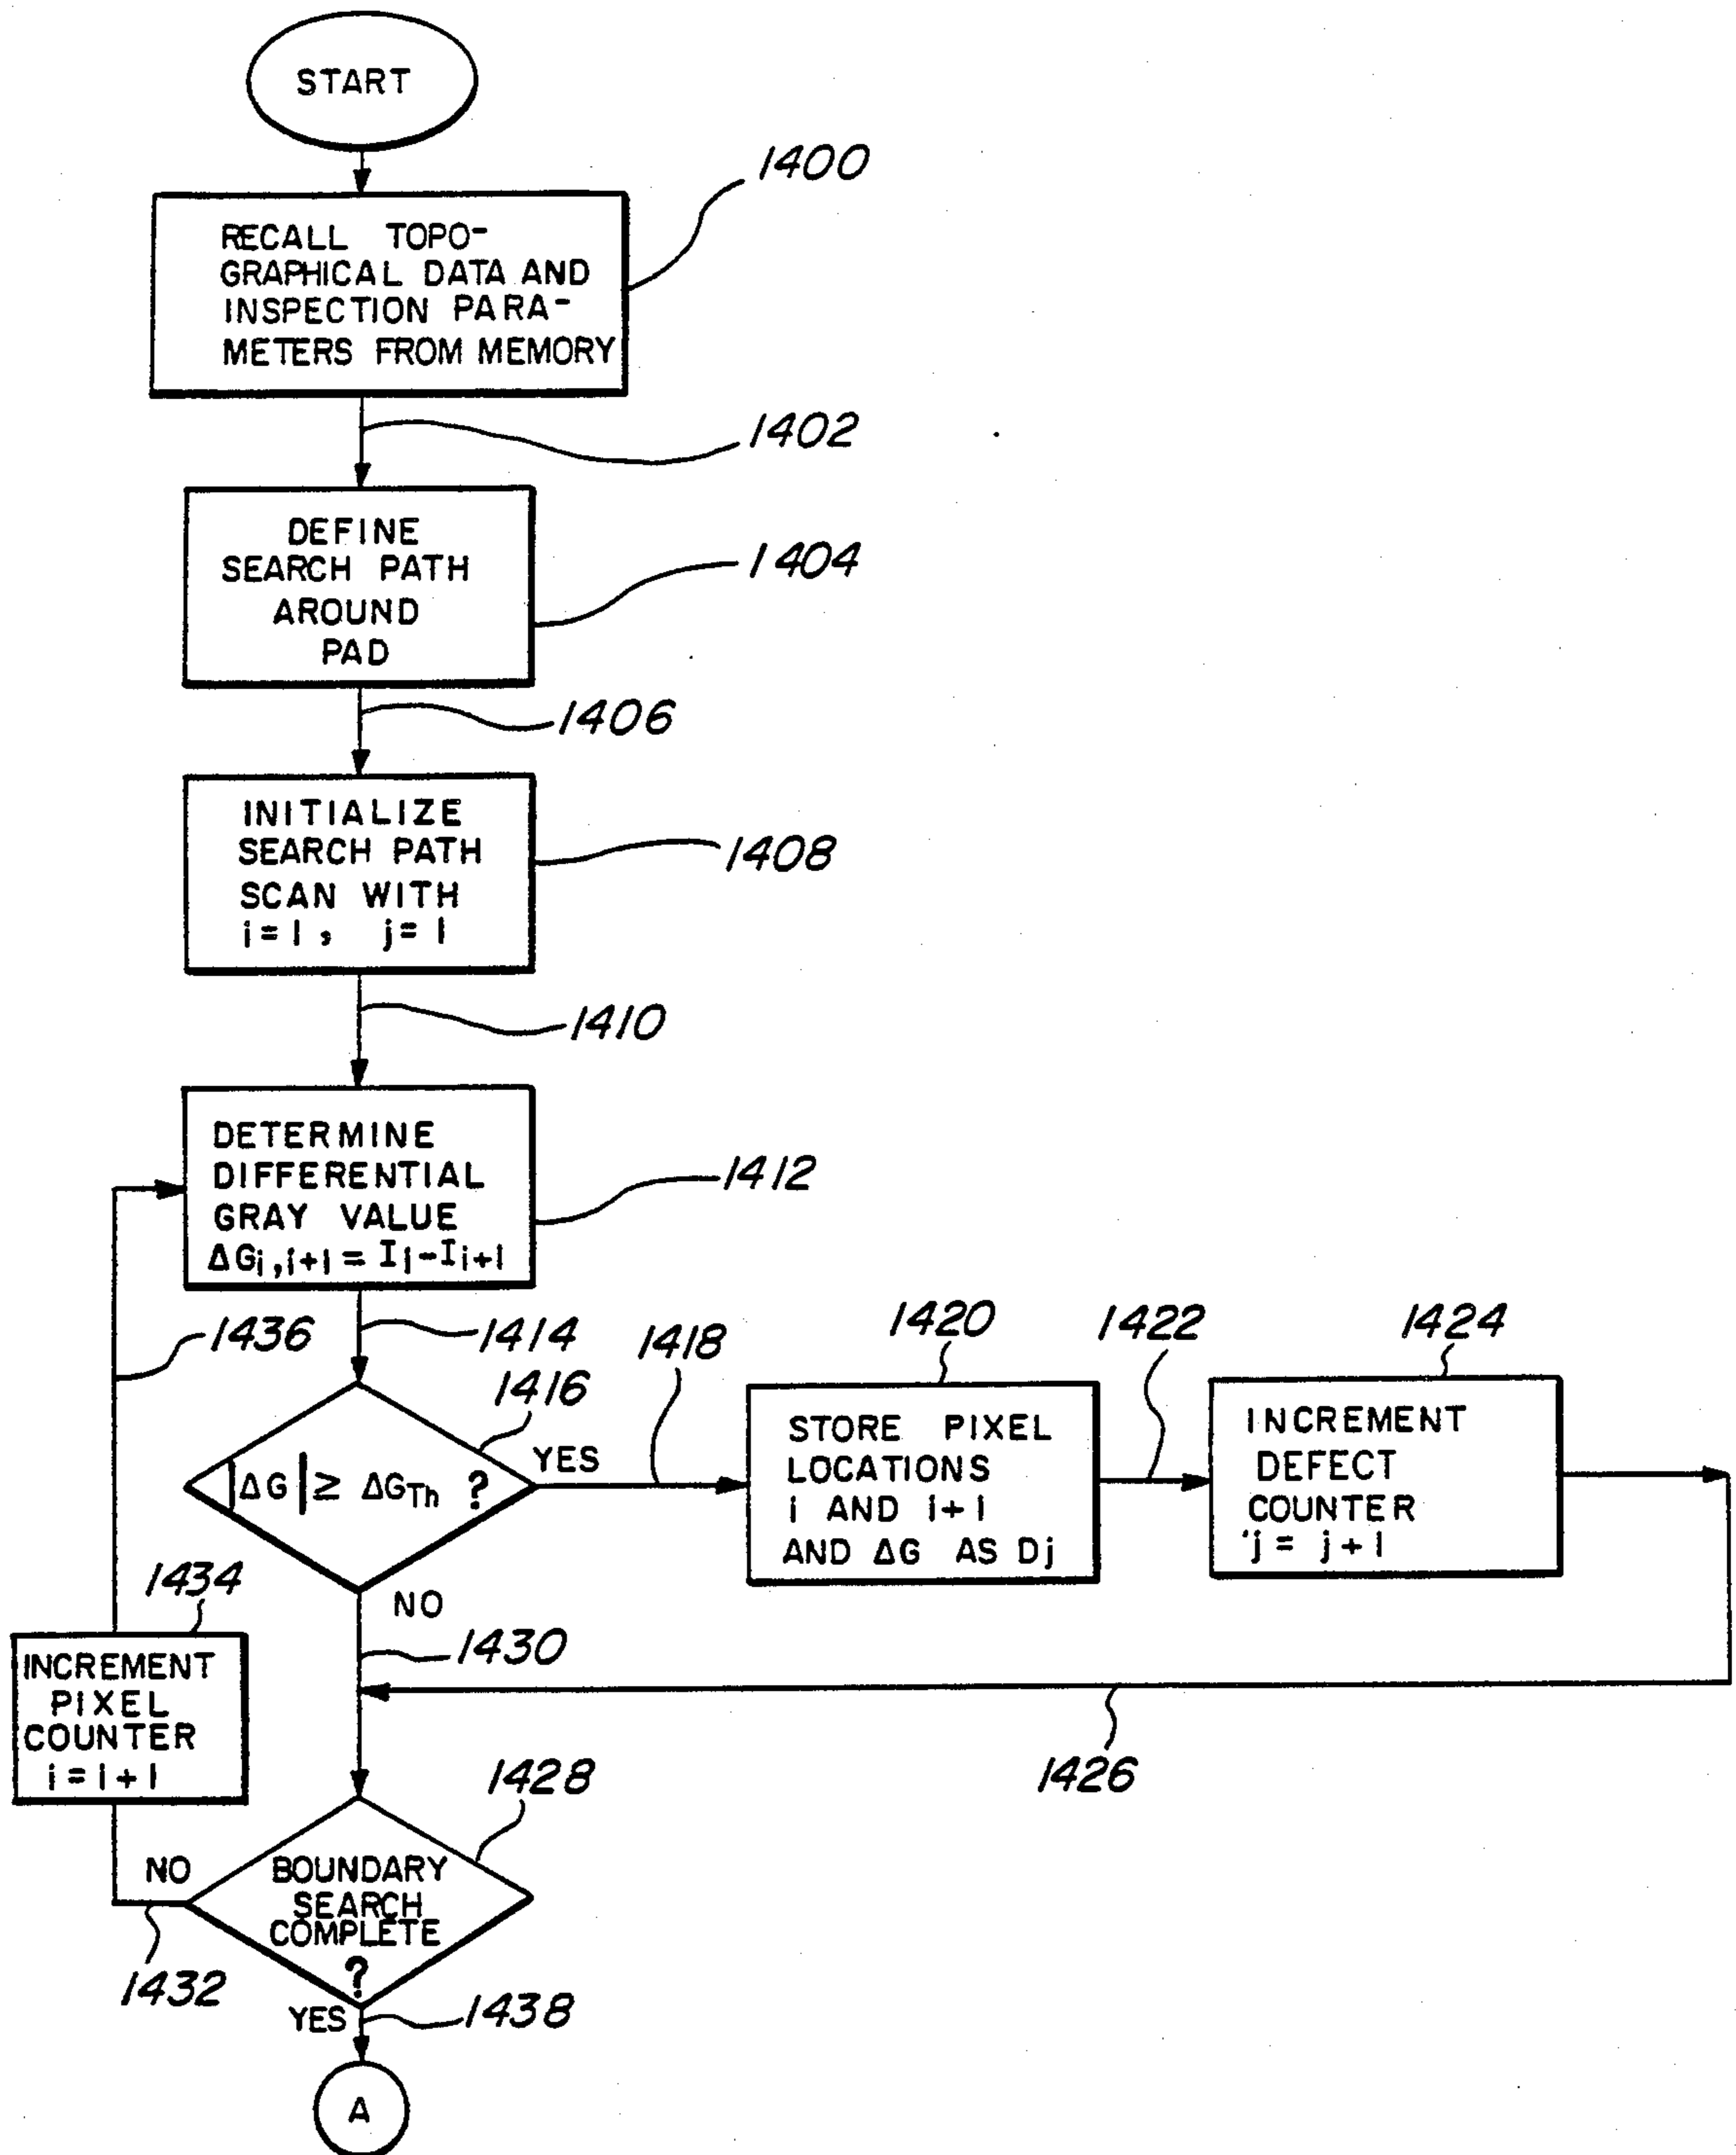 START
1400
RECALL TOPO-
GRAPHICAL DATA AND
INSPECTION PARA-
METERS FROM MEMORY
1402
DEFINE
SEARCH PATH
AROUND
PAD
1404
1406
INITIALIZE
SEARCH PATH
SCAN WITH
i = 1 , j = 1
1408
1410
DETERMINE
DIFFERENTIAL
GRAY VALUE
ΔGi,i+1 = Ii-Ii+1
1412
1414
1436
1416
|ΔG| ≥ ΔGTh ?
YES
1418
1420
STORE PIXEL
LOCATIONS
i AND i+1
AND ΔG AS Dj
1422
1424
INCREMENT
DEFECT
COUNTER
j = j+1
NO
1430
1434
INCREMENT
PIXEL
COUNTER
i = i+1
1426
1428
BOUNDARY
SEARCH
COMPLETE
?
NO
1432
YES
1438
A